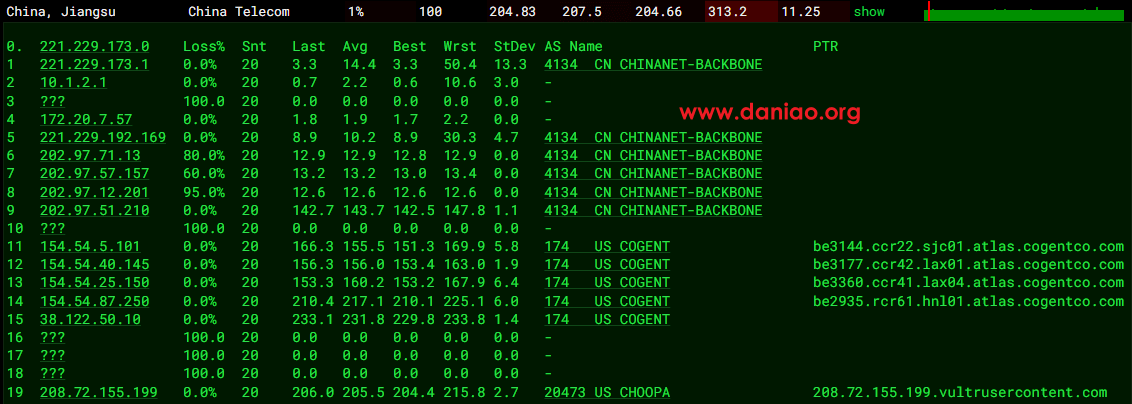 China, Jiangsu China Telecom 1% 100 204.83 207.5 204.66 313.2 11.25 show
0. 221.229.173.0 Loss% Snt Last Avg Best Wrst StDev AS Name PTR
1 221.229.173.1 0.0% 20 3.3 14.4 3.3 50.4 13.3 4134 CN CHINANET-BACKBONE
2 10.1.2.1 0.0% 20 0.7 2.2 0.6 10.6 3.0 -
3 ??? 100.0 20 0.0 0.0 0.0 0.0 0.0 -
www.daniao.org
4 172.20.7.57 0.0% 20 1.8 1.9 1.7 2.2 0.0 -
5 221.229.192.169 0.0% 20 8.9 10.2 8.9 30.3 4.7 4134 CN CHINANET-BACKBONE
6 202.97.71.13 80.0% 20 12.9 12.9 12.8 12.9 0.0 4134 CN CHINANET-BACKBONE
7 202.97.57.157 60.0% 20 13.2 13.2 13.0 13.4 0.0 4134 CN CHINANET-BACKBONE
8 202.97.12.201 95.0% 20 12.6 12.6 12.6 12.6 0.0 4134 CN CHINANET-BACKBONE
9 202.97.51.210 0.0% 20 142.7 143.7 142.5 147.8 1.1 4134 CN CHINANET-BACKBONE
10 ??? 100.0 20 0.0 0.0 0.0 0.0 0.0 -
11 154.54.5.101 0.0% 20 166.3 155.5 151.3 169.9 5.8 174 US COGENT be3144.ccr22.sjc01.atlas.cogentco.com
12 154.54.40.145 0.0% 20 156.3 156.0 153.4 163.0 1.9 174 US COGENT be3177.ccr42.lax01.atlas.cogentco.com
13 154.54.25.150 0.0% 20 153.3 160.2 153.2 167.9 6.4 174 US COGENT be3360.ccr41.lax04.atlas.cogentco.com
14 154.54.87.250 0.0% 20 210.4 217.1 210.1 225.1 6.0 174 US COGENT be2935.rcr61.hnl01.atlas.cogentco.com
15 38.122.50.10 0.0% 20 233.1 231.8 229.8 233.8 1.4 174 US COGENT
16 ??? 100.0 20 0.0 0.0 0.0 0.0 0.0 -
17 ??? 100.0 20 0.0 0.0 0.0 0.0 0.0 -
18 ??? 100.0 20 0.0 0.0 0.0 0.0 0.0 -
19 208.72.155.199 0.0% 20 206.0 205.5 204.4 215.8 2.7 20473 US CHOOPA 208.72.155.199.vultrusercontent.com